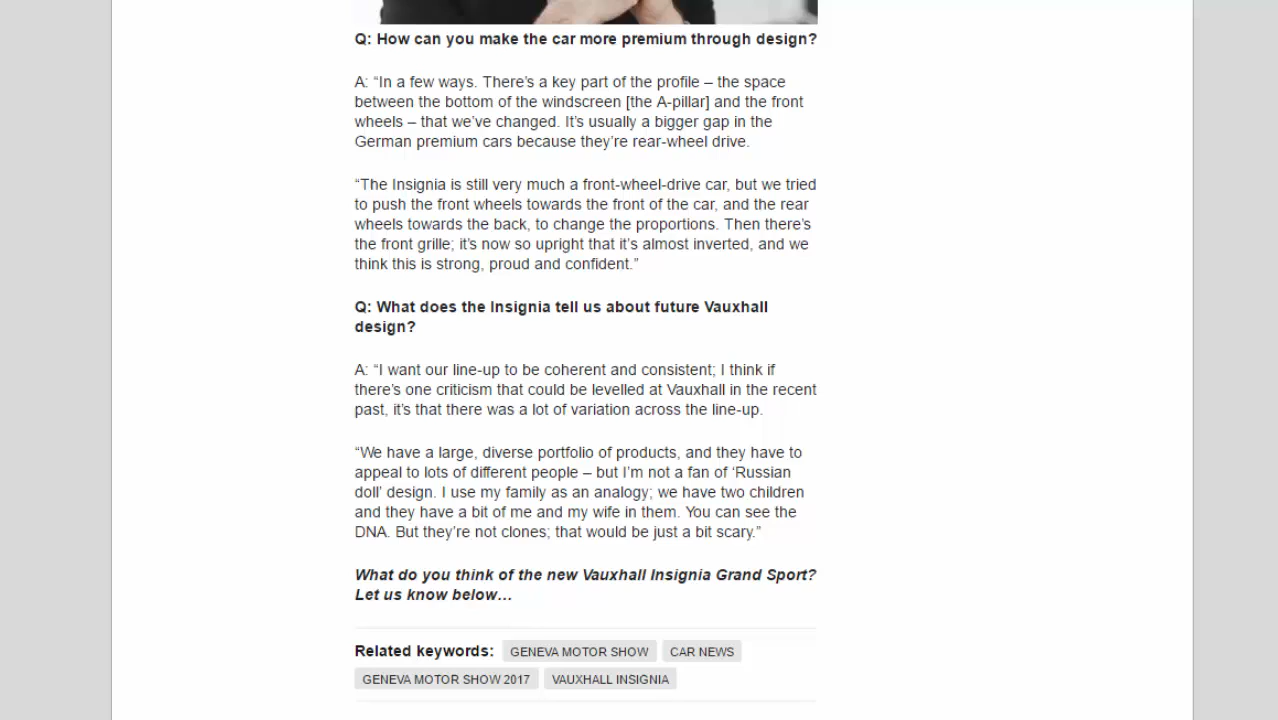 Q: How can you make the car more premium through design?
A: “In a few ways. There’s a key part of the profile – the space
between the bottom of the windscreen [the A-pillar] and the front
wheels – that we’ve changed. It’s usually a bigger gap in the
German premium cars because they’re rear-wheel drive.
“The Insignia is still very much a front-wheel-drive car, but we tried
to push the front wheels towards the front of the car, and the rear
wheels towards the back, to change the proportions. Then there’s
the front grille; it’s now so upright that it’s almost inverted, and we
think this is strong, proud and confident.”
Q: What does the Insignia tell us about future Vauxhall
design?
A: “I want our line-up to be coherent and consistent; I think if
there’s one criticism that could be levelled at Vauxhall in the recent
past, it’s that there was a lot of variation across the line-up.
“We have a large, diverse portfolio of products, and they have to
appeal to lots of different people – but I’m not a fan of ‘Russian
doll’ design. I use my family as an analogy; we have two children
and they have a bit of me and my wife in them. You can see the
DNA. But they’re not clones; that would be just a bit scary.”
What do you think of the new Vauxhall Insignia Grand Sport?
Let us know below…
Related keywords: GENEVA MOTOR SHOW CAR NEWS
GENEVA MOTOR SHOW 2017 VAUXHALL INSIGNIA